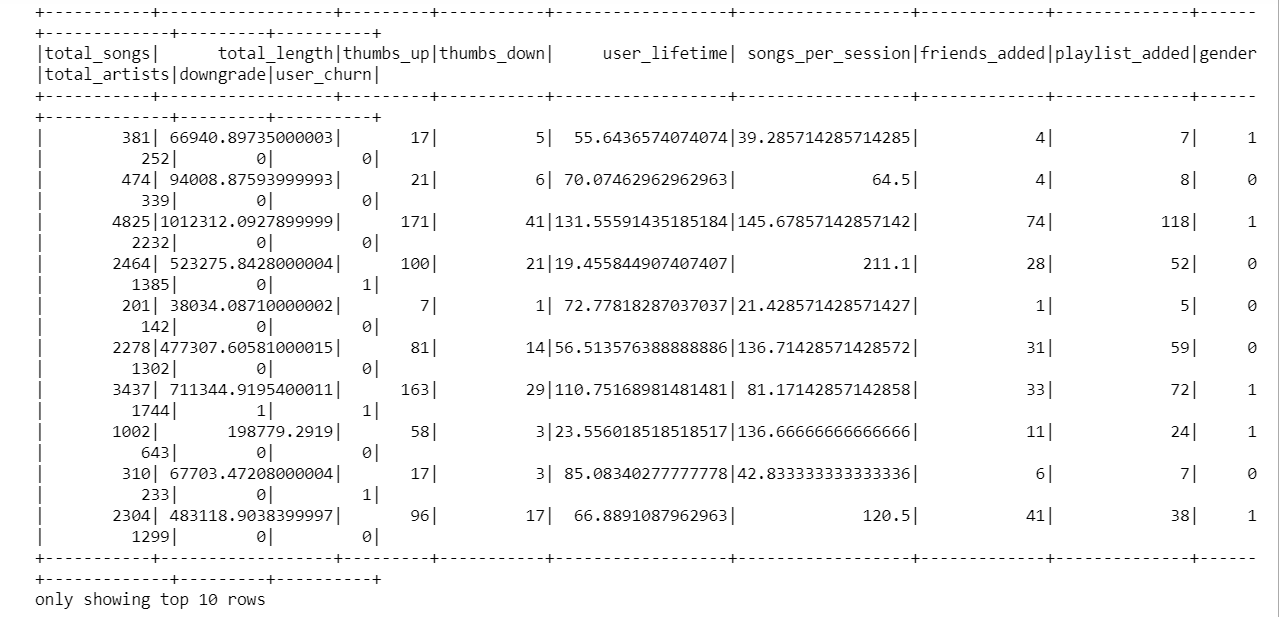 +-----------+-----------------+---------+-----------+-----------------+------------------+-------------+--------------+------
+-------------+---------+----------+
|total_songs|     total_length|thumbs_up|thumbs_down|    user_lifetime| songs_per_session|friends_added|playlist_added|gender
|total_artists|downgrade|user_churn|
+-----------+-----------------+---------+-----------+-----------------+------------------+-------------+--------------+------
+-------------+---------+----------+
|        381| 66940.89735000003|       17|          5| 55.6436574074074|39.285714285714285|            4|             7|     1
|          252|        0|         0|
|        474| 94008.87593999993|       21|          6| 70.07462962962963|              64.5|            4|             8|     0
|          339|        0|         0|
|       4825|1012312.0927899999|      171|         41|131.55591435185184|145.67857142857142|           74|           118|     1
|         2232|        0|         0|
|       2464| 523275.8428000004|      100|         21|19.455844907407407|             211.1|           28|            52|     0
|         1385|        0|         1|
|        201| 38034.08710000002|        7|          1| 72.77818287037037|21.428571428571427|            1|             5|     0
|          142|        0|         0|
|       2278|477307.60581000015|       81|         14|56.513576388888886|136.71428571428572|           31|            59|     0
|         1302|        0|         0|
|       3437| 711344.9195400011|      163|         29|110.75168981481481| 81.17142857142858|           33|            72|     1
|         1744|        1|         1|
|       1002|       198779.2919|       58|          3|23.556018518518517|136.66666666666666|           11|            24|     1
|          643|        0|         0|
|        310| 67703.47208000004|       17|          3| 85.08340277777778|42.833333333333336|            6|             7|     0
|          233|        0|         1|
|       2304| 483118.9038399997|       96|         17|  66.8891087962963|             120.5|           41|            38|     1
|         1299|        0|         0|
+-----------+-----------------+---------+-----------+-----------------+------------------+-------------+--------------+------
+-------------+---------+----------+
only showing top 10 rows